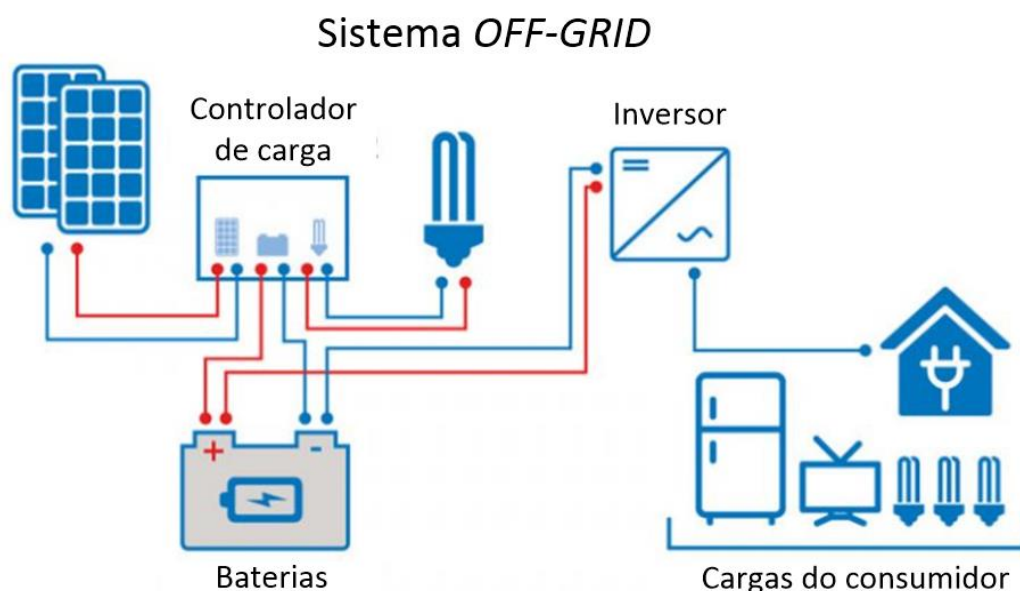 Sistema OFF-GRID
Controlador
de carga
Inversor
+
-
Baterias
Cargas do consumidor